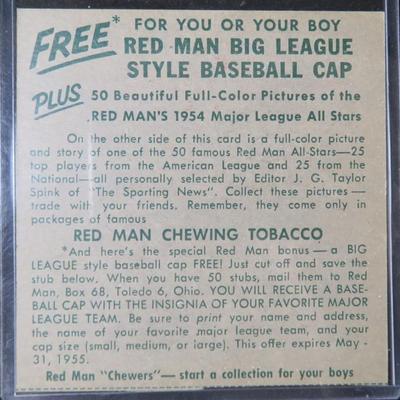 FREE* FOR YOU OR YOUR BOY
RED MAN BIG LEAGUE
STYLE BASEBALL CAP
PLUS 50 Beautiful Full-Color Pictures of the
RED MAN'S 1954 Major League All Stars
On the other side of this card is a full-color picture
and story of one of the 50 famous Red Man All-Stars—25
top players from the American League and 25 from the
National—all personally selected by Editor J. G. Taylor
Spink of "The Sporting News". Collect these pictures—
trade with your friends. Remember, they come only in
packages of famous
RED MAN CHEWING TOBACCO
*And here's the special Red Man bonus—a BIG
LEAGUE style baseball cap FREE! Just cut off and save the
stub below. When you have 50 stubs, mail them to Red
Man, Box 68, Toledo 6, Ohio. YOU WILL RECEIVE A BASE-
BALL CAP WITH THE INSIGNIA OF YOUR FAVORITE MAJOR
LEAGUE TEAM. Be sure to print your name and address,
the name of your favorite major league team, and your
cap size (small, medium, or large). This offer expires May -
31, 1955.
Red Man "Chewers"— start a collection for your boys